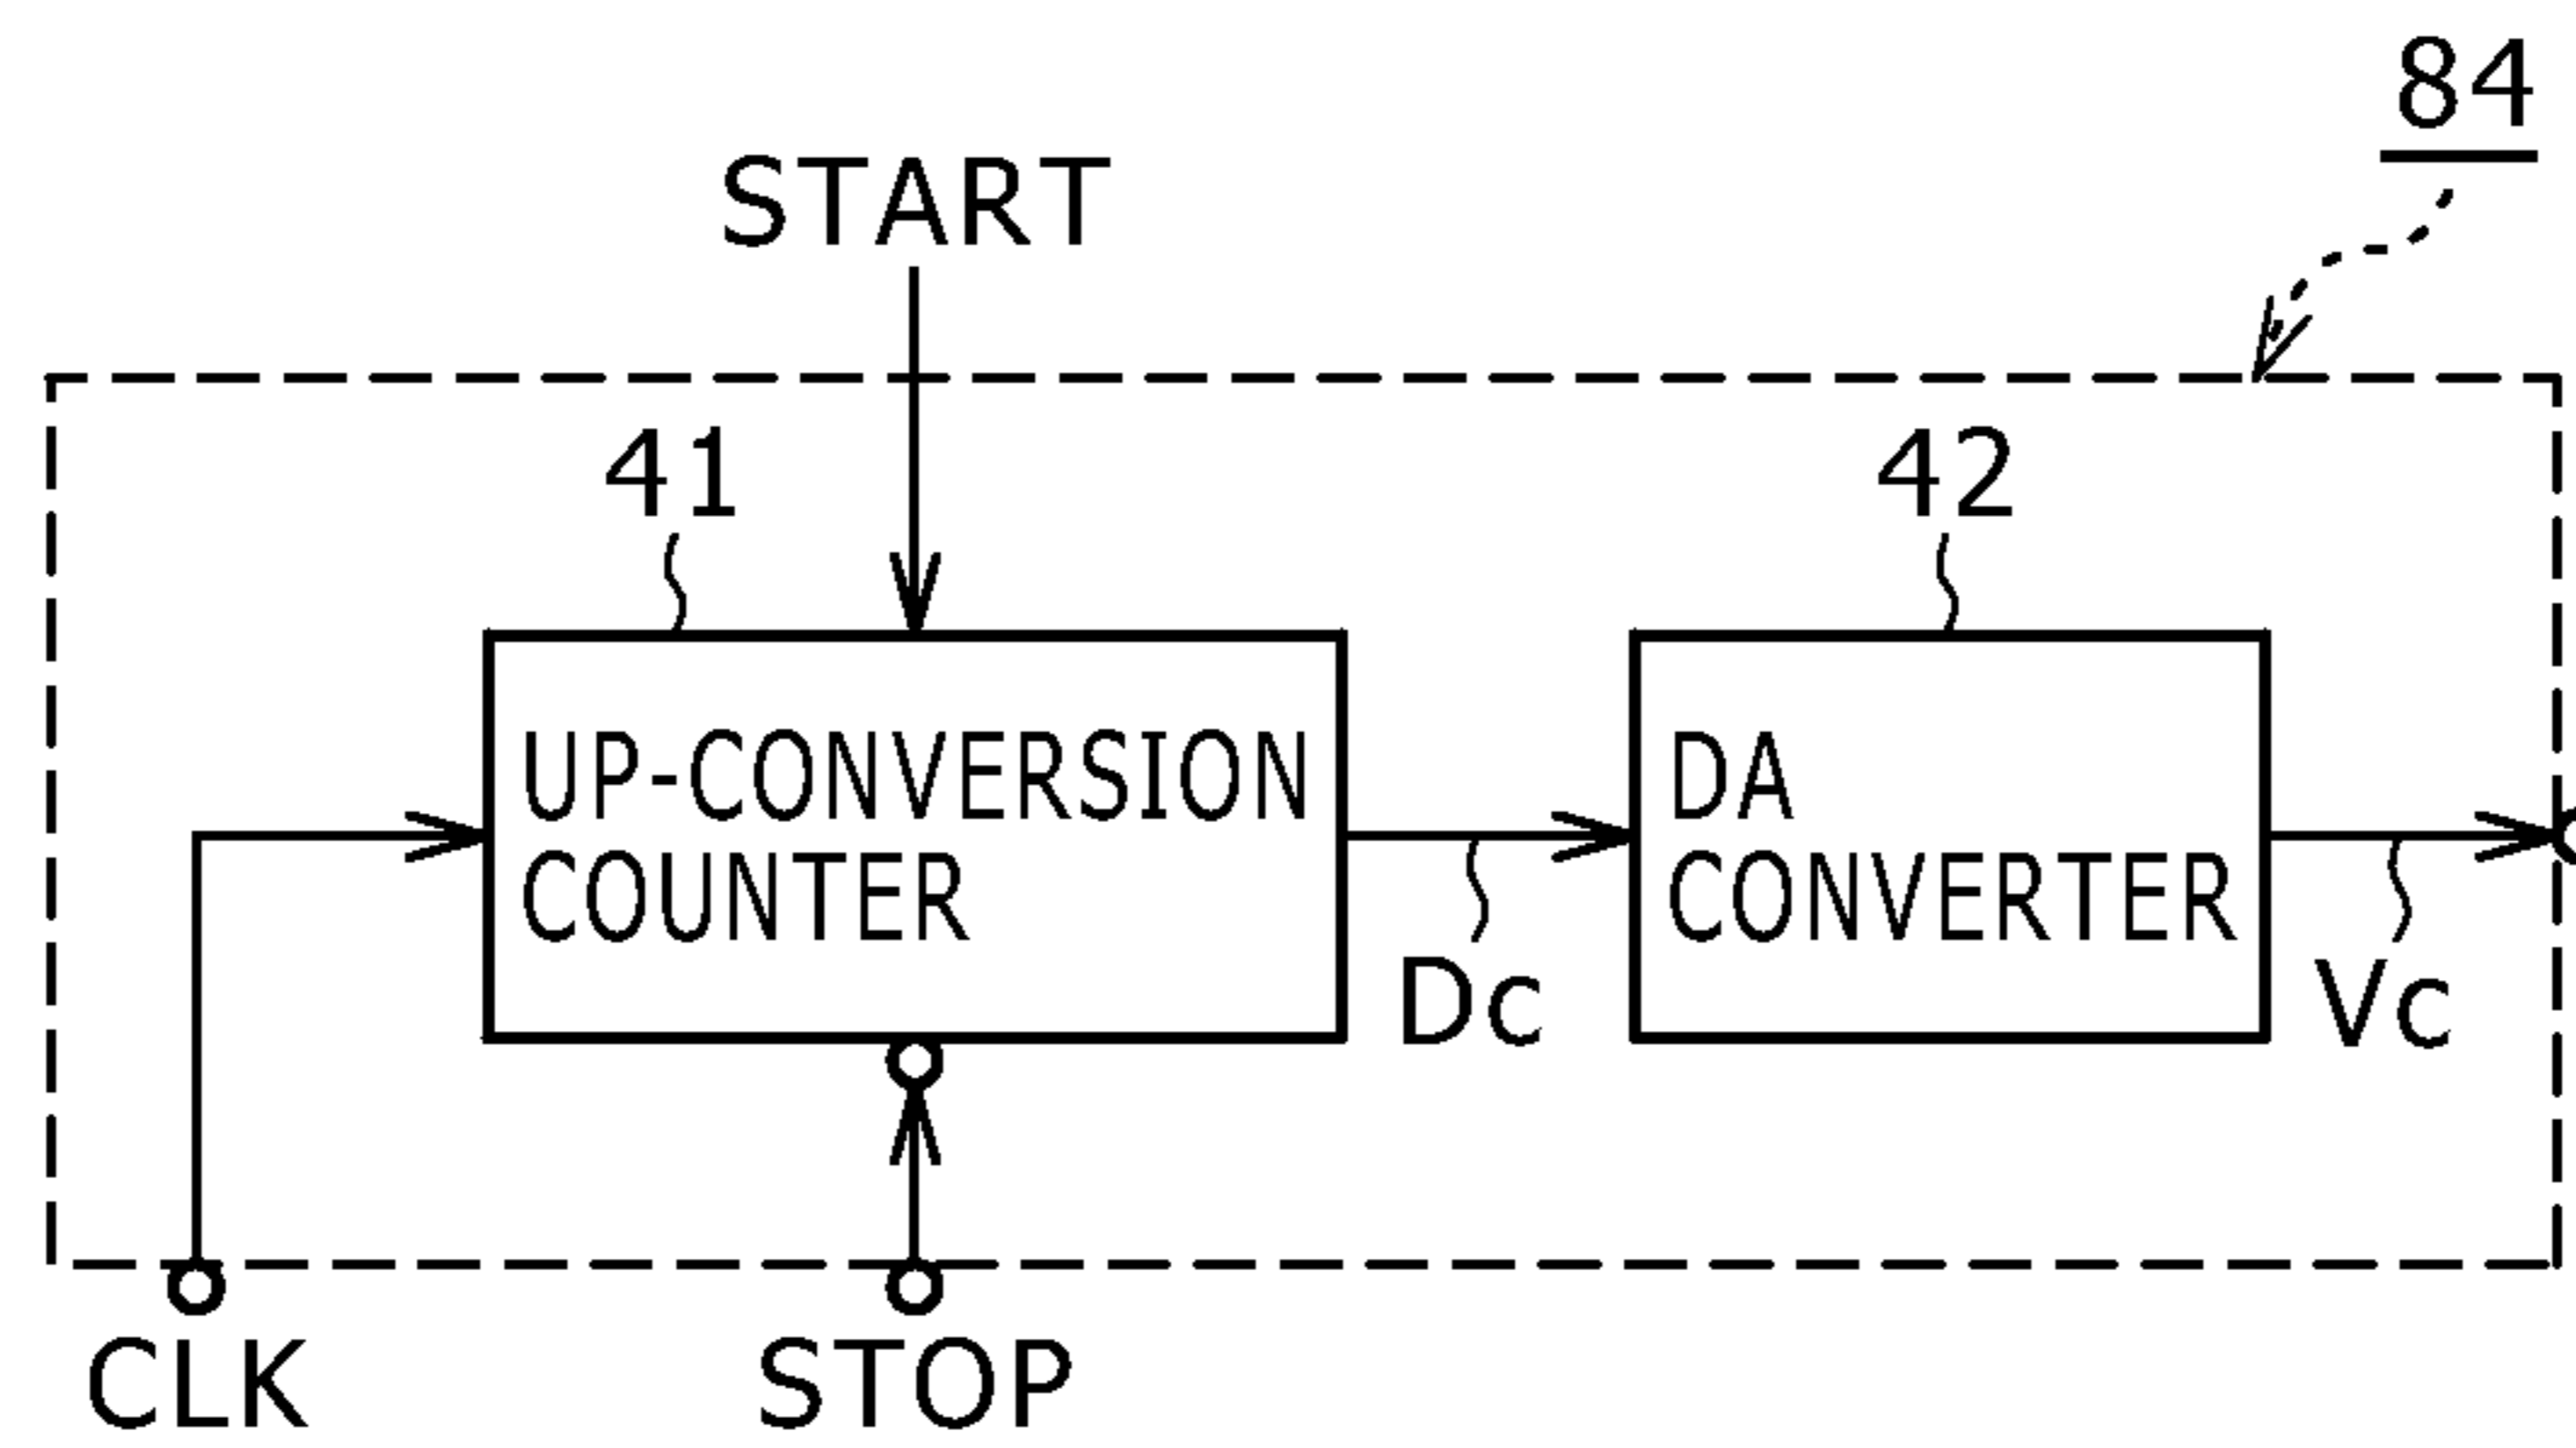 84
START
41
42
UP-CONVERSION
COUNTER
DA
CONVERTER
Dc
Vc
CLK
STOP